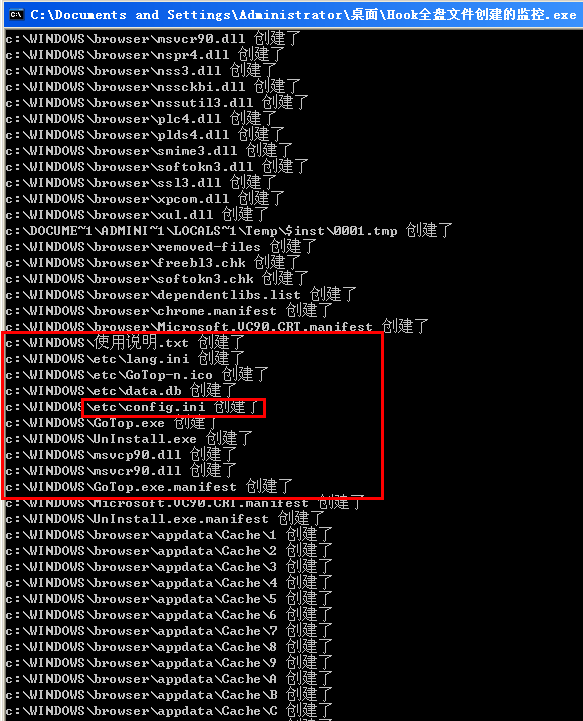 C:\Documents and Settings\Administrator\桌面\Hook全盘文件创建的监控.exe
c:\WINDOWS\browser\msvcr90.dll 创建了
c:\WINDOWS\browser\nspr4.dll 创建了
c:\WINDOWS\browser\nss3.dll 创建了
c:\WINDOWS\browser\nssckbi.dll 创建了
c:\WINDOWS\browser\nssutil3.dll 创建了
c:\WINDOWS\browser\plc4.dll 创建了
c:\WINDOWS\browser\plds4.dll 创建了
c:\WINDOWS\browser\smime3.dll 创建了
c:\WINDOWS\browser\softokn3.dll 创建了
c:\WINDOWS\browser\ssl3.dll 创建了
c:\WINDOWS\browser\xpcom.dll 创建了
c:\WINDOWS\browser\xul.dll 创建了
c:\DOCUME~1\ADMINI~1\LOCALS~1\Temp\$inst\0001.tmp 创建了
c:\WINDOWS\browser\removed-files 创建了
c:\WINDOWS\browser\freebl3.chk 创建了
c:\WINDOWS\browser\softokn3.chk 创建了
c:\WINDOWS\browser\dependentlibs.list 创建了
c:\WINDOWS\browser\chrome.manifest 创建了
c:\WINDOWS\browser\Microsoft.VC90.CRT.manifest 创建了
c:\WINDOWS\使用说明.txt 创建了
c:\WINDOWS\etc\lang.ini 创建了
c:\WINDOWS\etc\GoTop-n.ico 创建了
c:\WINDOWS\etc\data.db 创建了
c:\WINDOWS\etc\config.ini 创建了
c:\WINDOWS\GoTop.exe 创建了
c:\WINDOWS\UnInstall.exe 创建了
c:\WINDOWS\msvcp90.dll 创建了
c:\WINDOWS\msvcr90.dll 创建了
c:\WINDOWS\GoTop.exe.manifest 创建了
c:\WINDOWS\Microsoft.VC90.CRT.manifest 创建了
c:\WINDOWS\UnInstall.exe.manifest 创建了
c:\WINDOWS\browser\appdata\Cache\1 创建了
c:\WINDOWS\browser\appdata\Cache\2 创建了
c:\WINDOWS\browser\appdata\Cache\3 创建了
c:\WINDOWS\browser\appdata\Cache\4 创建了
c:\WINDOWS\browser\appdata\Cache\5 创建了
c:\WINDOWS\browser\appdata\Cache\6 创建了
c:\WINDOWS\browser\appdata\Cache\7 创建了
c:\WINDOWS\browser\appdata\Cache\8 创建了
c:\WINDOWS\browser\appdata\Cache\9 创建了
c:\WINDOWS\browser\appdata\Cache\A 创建了
c:\WINDOWS\browser\appdata\Cache\B 创建了
c:\WINDOWS\browser\appdata\Cache\C 创建了